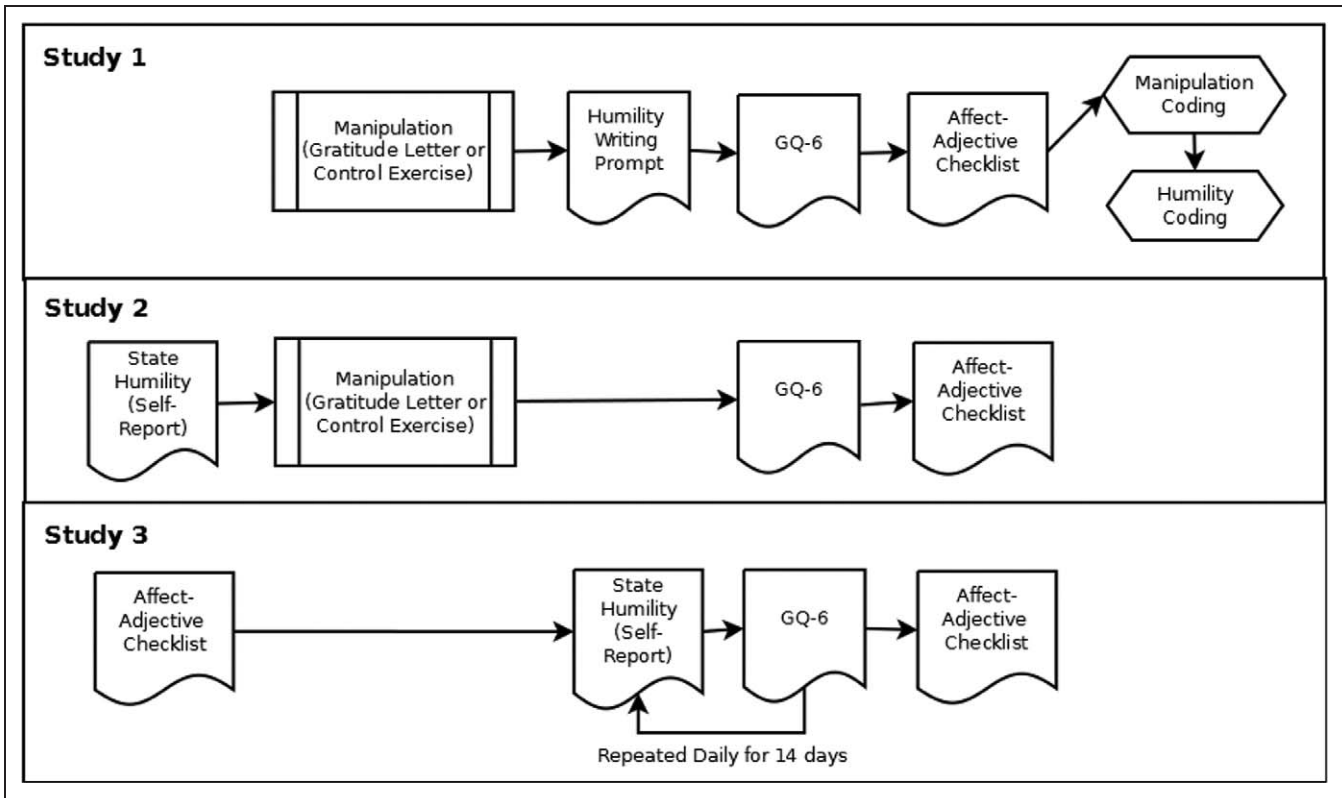 Study 1
Manipulation
(Gratitude Letter or
Control Exercise)
Humility
Writing
Prompt
GQ-6
Affect-
Adjective
Checklist
Manipulation
Coding
Humility
Coding
Study 2
State
Humility
(Self-
Report)
Manipulation
(Gratitude Letter or
Control Exercise)
GQ-6
Affect-
Adjective
Checklist
Study 3
Affect-
Adjective
Checklist
State
Humility
(Self-
Report)
GQ-6
Affect-
Adjective
Checklist
Repeated Daily for 14 days